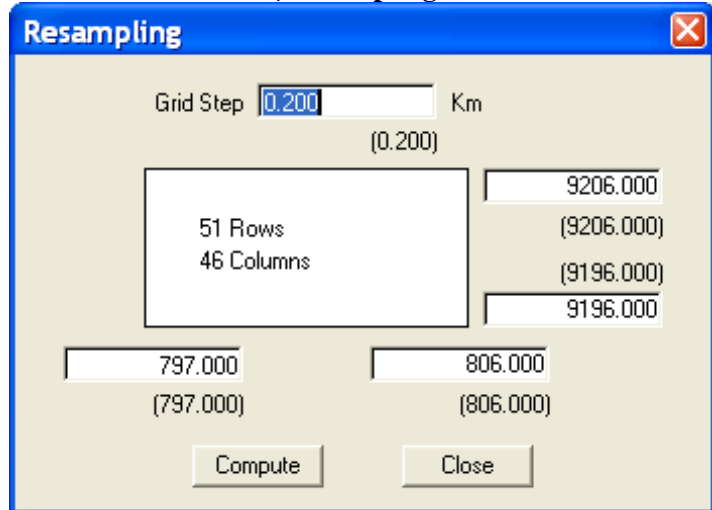 Resampling
Grid Step 0.200 Km
(0.200)
9206.000
51 Rows
(9206.000)
46 Columns
(9196.000)
9196.000
797.000 806.000
(797.000) (806.000)
Compute Close